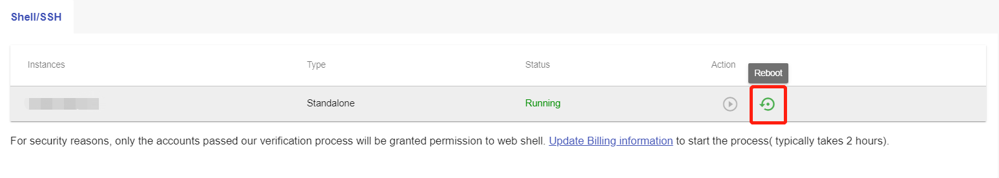 Shell/SSH
Instances Type Status Action
Reboot
Standalone Running
For security reasons, only the accounts passed our verification process will be granted permission to web shell. Update Billing information to start the process( typically takes 2 hours).